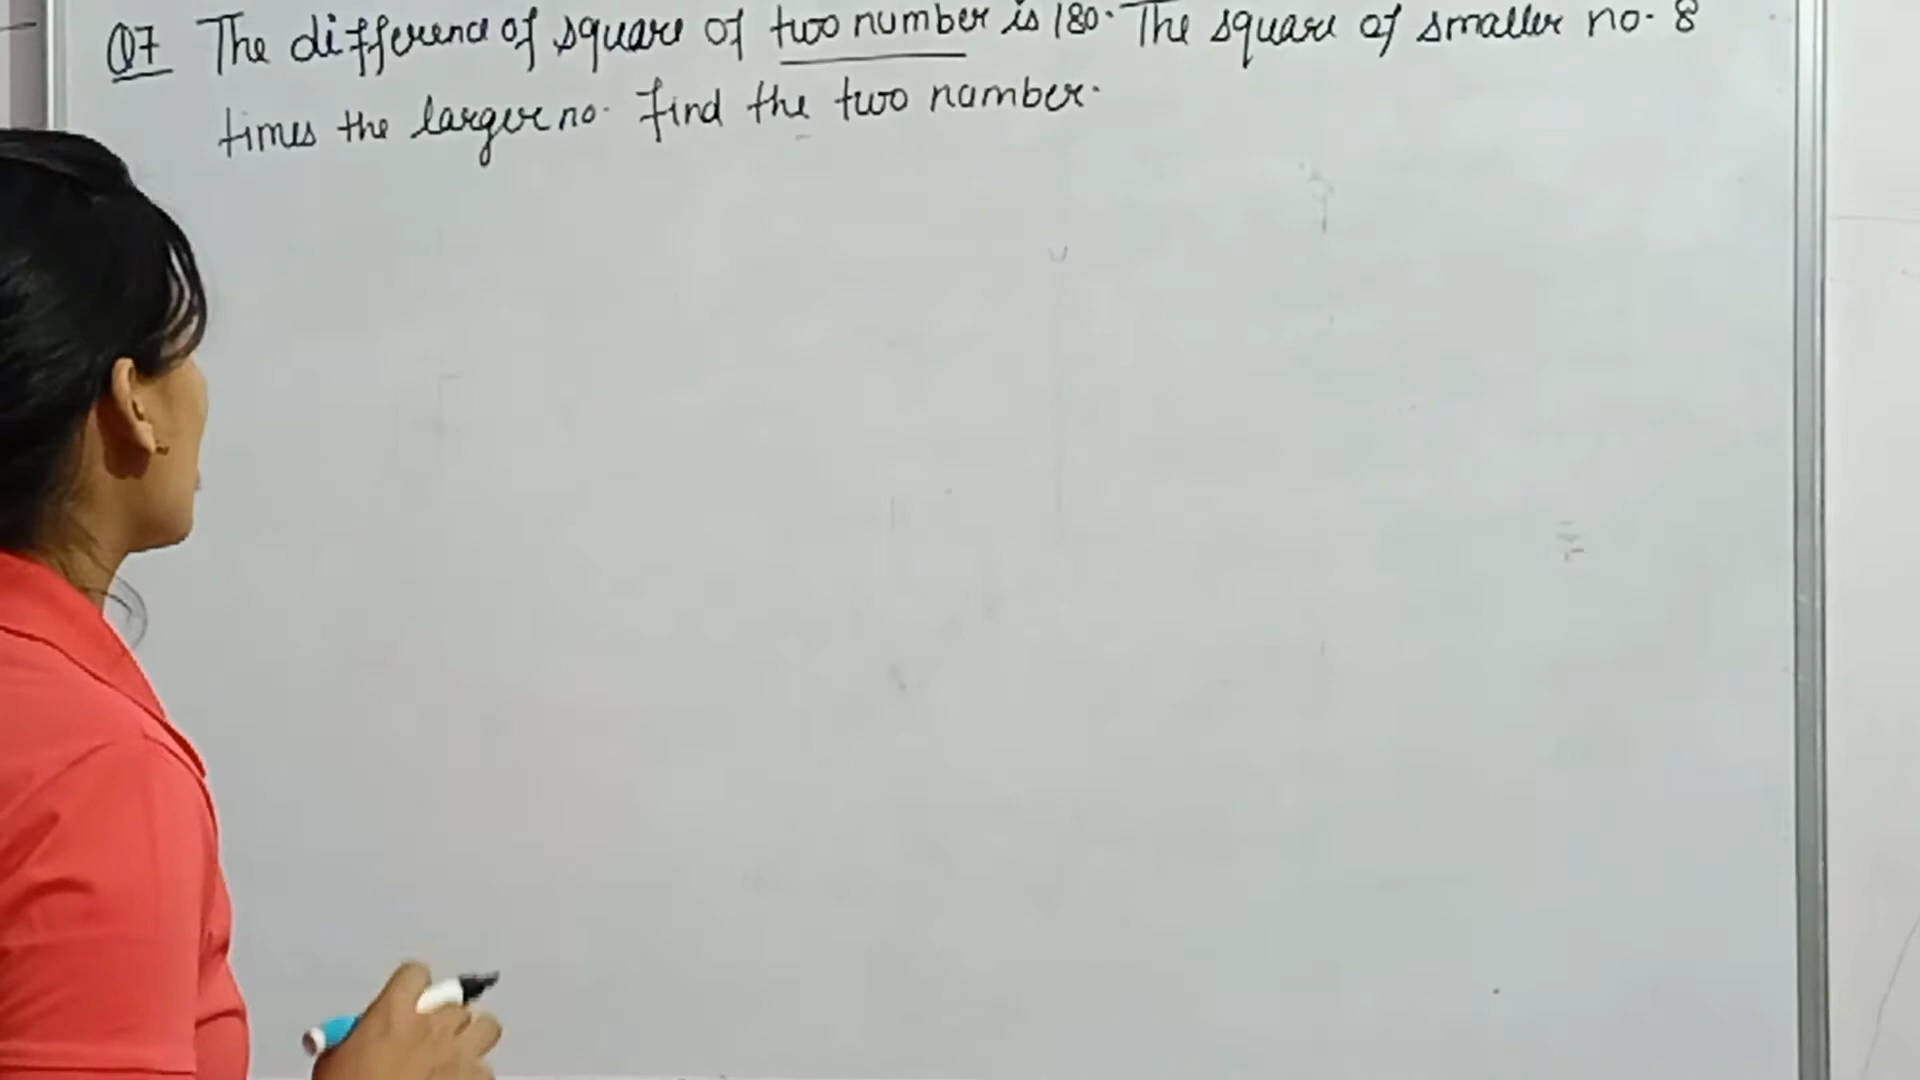 Q7 The difference of square of two number is 180. The square of smaller no. 8
times the larger no. find the two number.